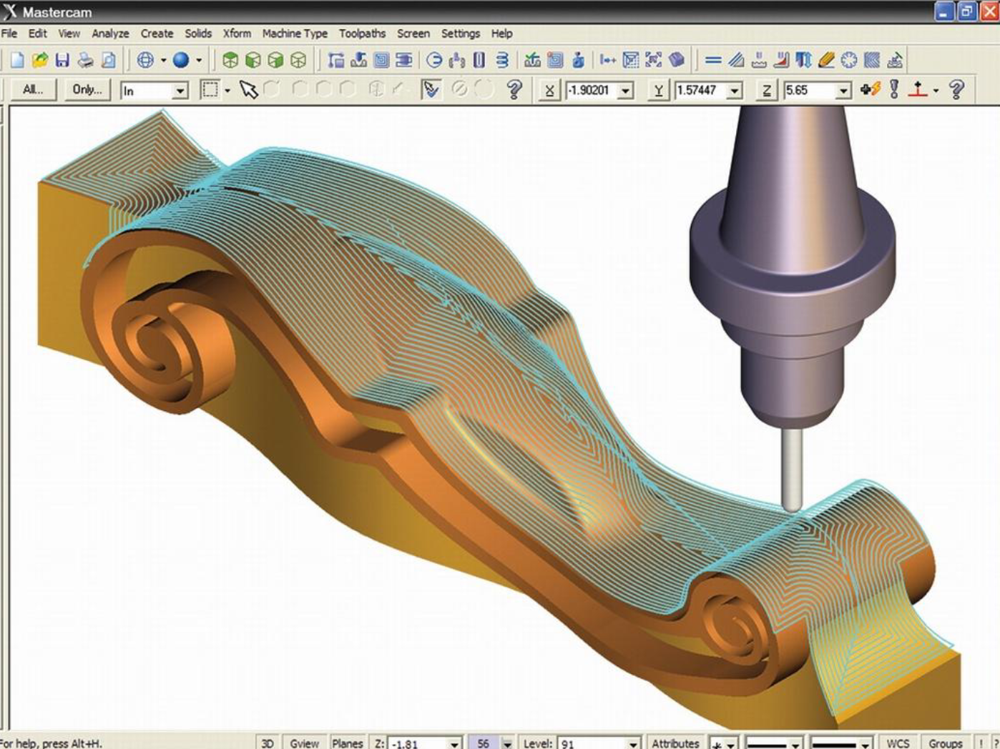 Mastercam
File Edit View Analyze Create Solids Xform Machine Type Toolpaths Screen Settings Help
All... Only... In X -1.90201 Y 1.57447 Z 5.65
For help, press Alt+H. 3D Gview Planes Z: -1.81 56 Level: 91 Attributes WCS Groups ! ?